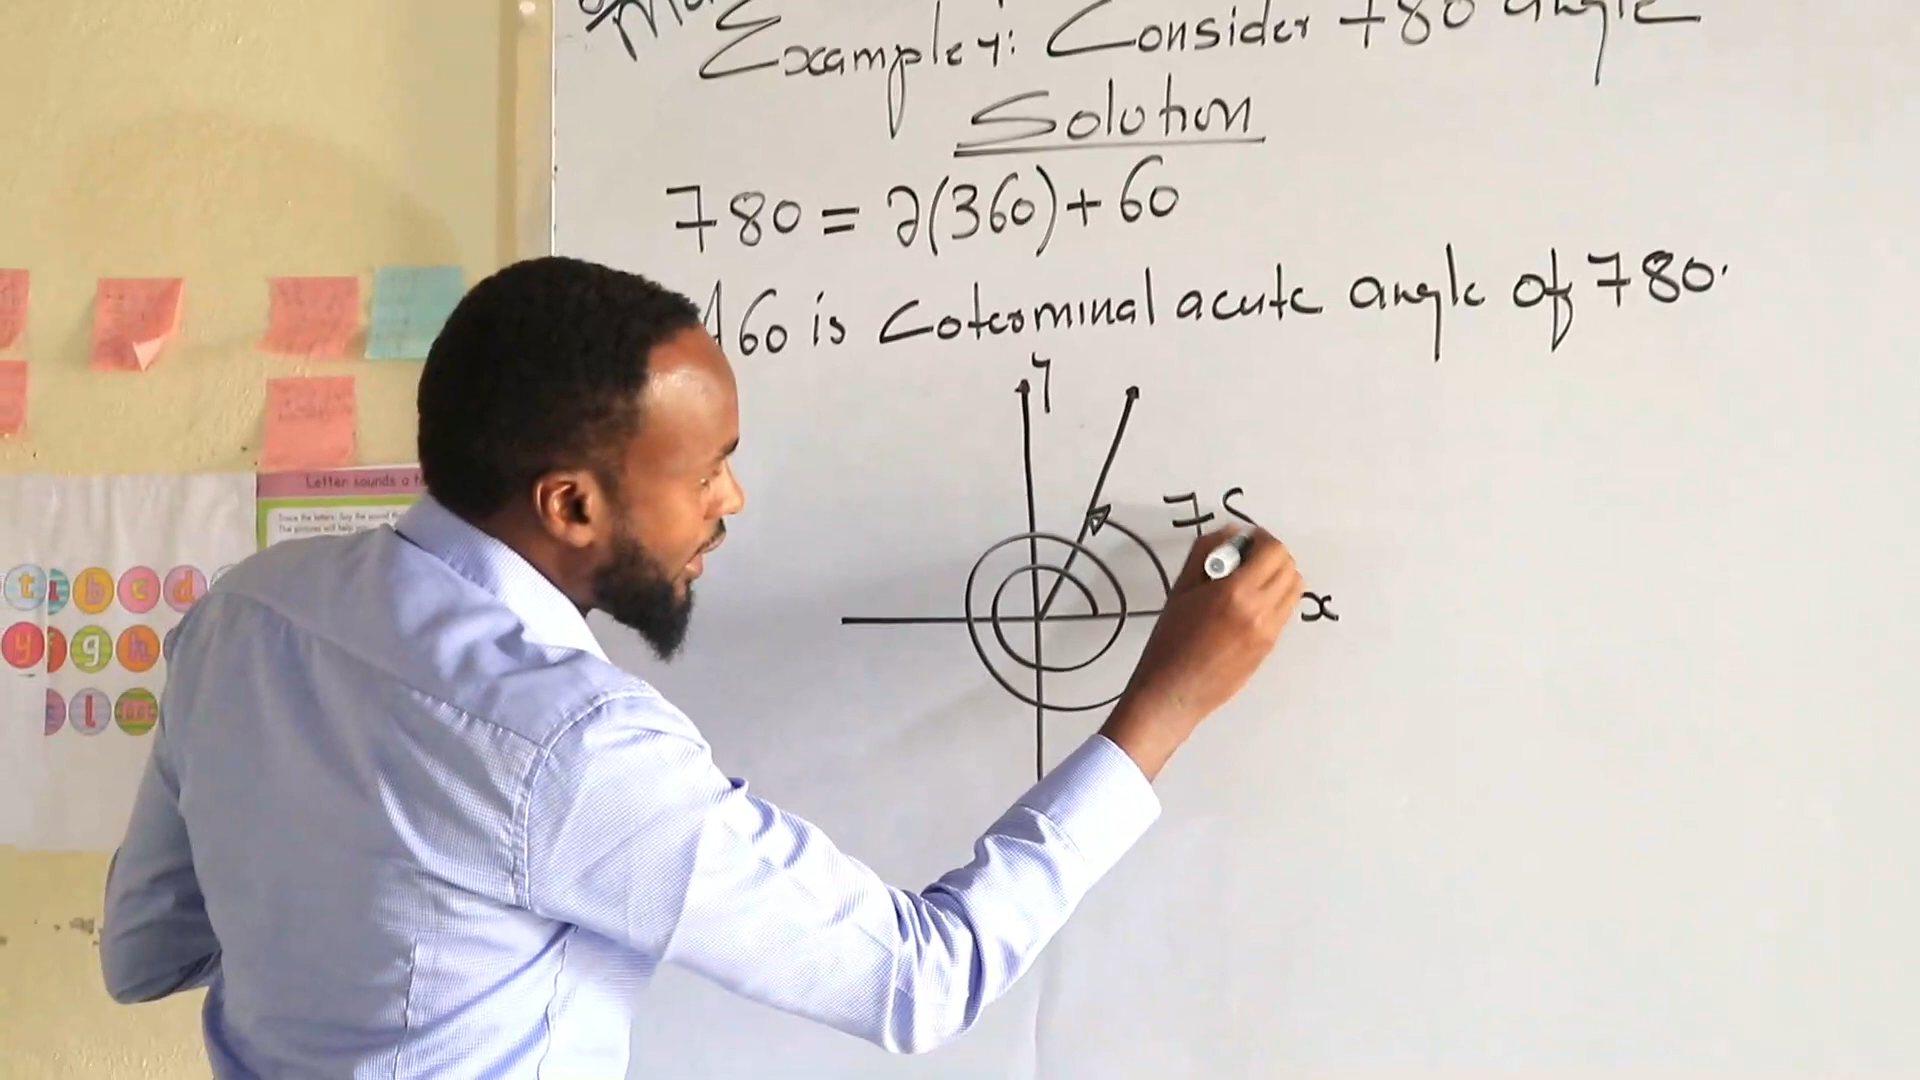 Example 4: Consider 780 angle
Solution
780 = 2(360) + 60
60 is coterminal acute angle of 780.
y
78
x
Letter sounds
t b c d
y g h
l